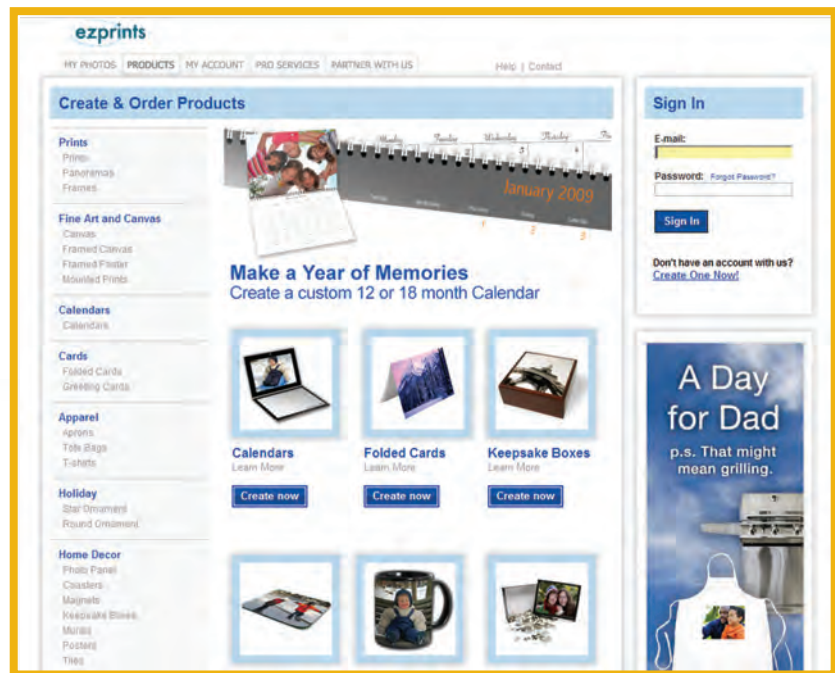 ezprints
MY PHOTOS PRODUCTS MY ACCOUNT PRO SERVICES PARTNER WITH US Help | Contact
Create & Order Products
Prints
Prints
Panoramas
Frames
Fine Art and Canvas
Canvas
Framed Canvas
Framed Poster
Mounted Prints
Calendars
Calendars
Cards
Folded Cards
Greeting Cards
Apparel
Aprons
Tote Bags
T-shirts
Holiday
Star Ornament
Round Ornament
Home Decor
Photo Panel
Coasters
Magnets
Keepsake Boxes
Murals
Posters
Tiles
Monday Tuesday Wednesday Thursday
January 2009
Make a Year of Memories
Create a custom 12 or 18 month Calendar
Calendars
Learn More
Create now
Folded Cards
Learn More
Create now
Keepsake Boxes
Learn More
Create now
Sign In
E-mail:
Password: Forgot Password?
Sign In
Don't have an account with us?
Create One Now!
A Day
for Dad
p.s. That might
mean grilling.